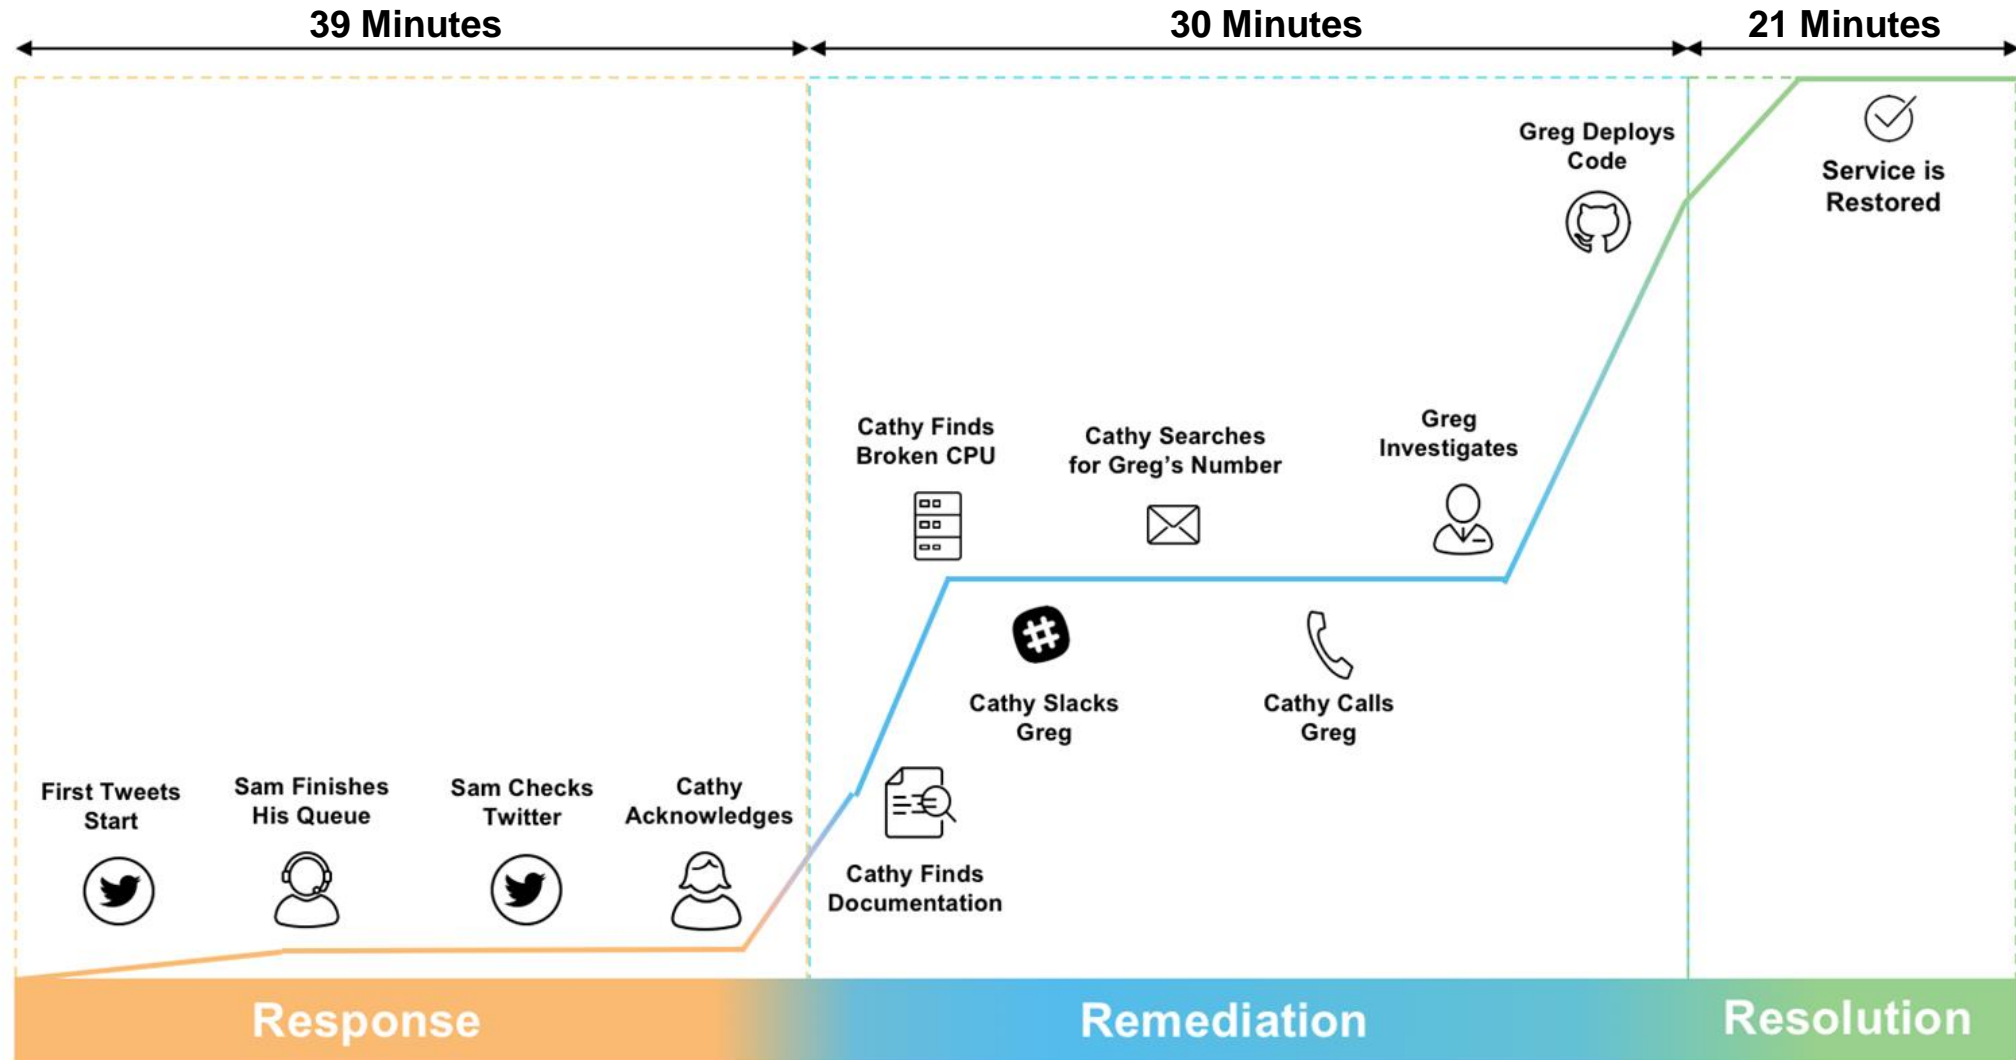 39 Minutes
30 Minutes
21 Minutes
Greg Deploys
Code
Service is
Restored
Cathy Finds
Broken CPU
Cathy Searches
for Greg’s Number
Greg
Investigates
Cathy Slacks
Greg
Cathy Calls
Greg
First Tweets
Start
Sam Finishes
His Queue
Sam Checks
Twitter
Cathy
Acknowledges
Cathy Finds
Documentation
Response
Remediation
Resolution